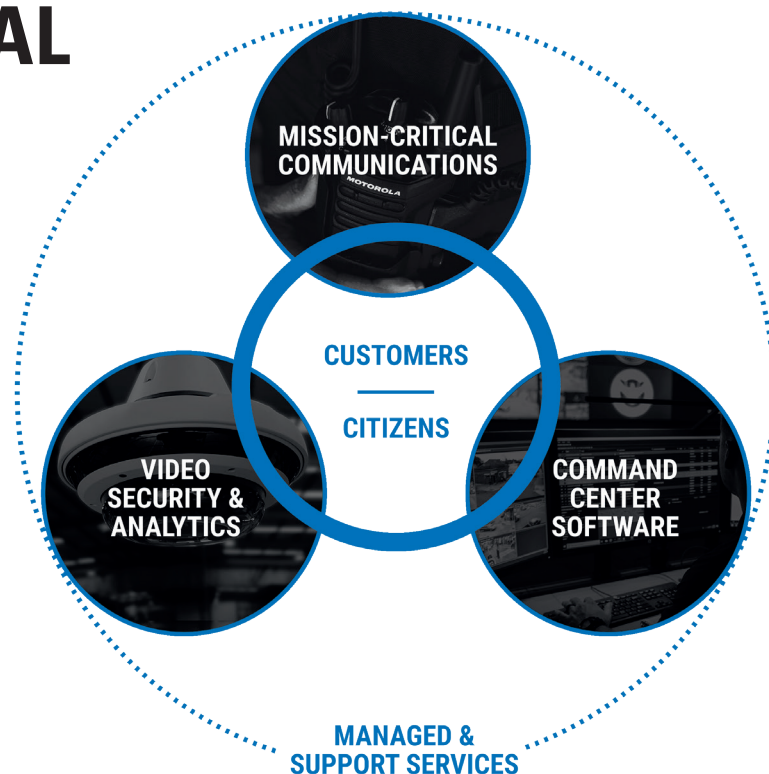 AL
MISSION-CRITICAL
COMMUNICATIONS
MOTOROLA
CUSTOMERS
CITIZENS
VIDEO
SECURITY &
ANALYTICS
COMMAND
CENTER
SOFTWARE
MANAGED &
SUPPORT SERVICES